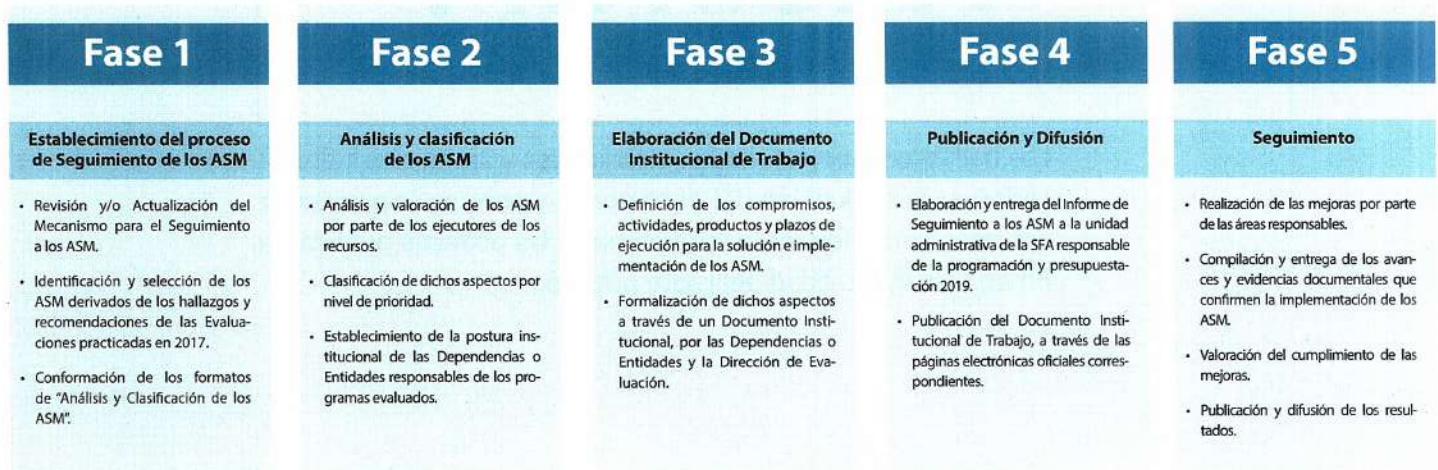 Fase 1
Establecimiento del proceso
de Seguimiento de los ASM
• Revisión y/o Actualización del
Mecanismo para el Seguimiento
a los ASM.
• Identificación y selección de los
ASM derivados de los hallazgos y
recomendaciones de las Evalua-
ciones practicadas en 2017.
• Conformación de los formatos
de "Análisis y Clasificación de los
ASM".
Fase 2
Análisis y clasificación
de los ASM
• Análisis y valoración de los ASM
por parte de los ejecutores de los
recursos.
• Clasificación de dichos aspectos por
nivel de prioridad.
• Establecimiento de la postura ins-
titucional de las Dependencias o
Entidades responsables de los pro-
gramas evaluados.
Fase 3
Elaboración del Documento
Institucional de Trabajo
• Definición de los compromisos,
actividades, productos y plazos de
ejecución para la solución e imple-
mentación de los ASM.
• Formalización de dichos aspectos
a través de un Documento Insti-
tucional, por las Dependencias o
Entidades y la Dirección de Eva-
luación.
Fase 4
Publicación y Difusión
• Elaboración y entrega del Informe de
Seguimiento a los ASM a la unidad
administrativa de la SFA responsable
de la programación y presupuesta-
ción 2019.
• Publicación del Documento Insti-
tucional de Trabajo, a través de las
páginas electrónicas oficiales corres-
pondientes.
Fase 5
Seguimiento
• Realización de las mejoras por parte
de las áreas responsables.
• Compilación y entrega de los avan-
ces y evidencias documentales que
confirmen la implementación de los
ASM.
• Valoración del cumplimiento de las
mejoras.
• Publicación y difusión de los resul-
tados.